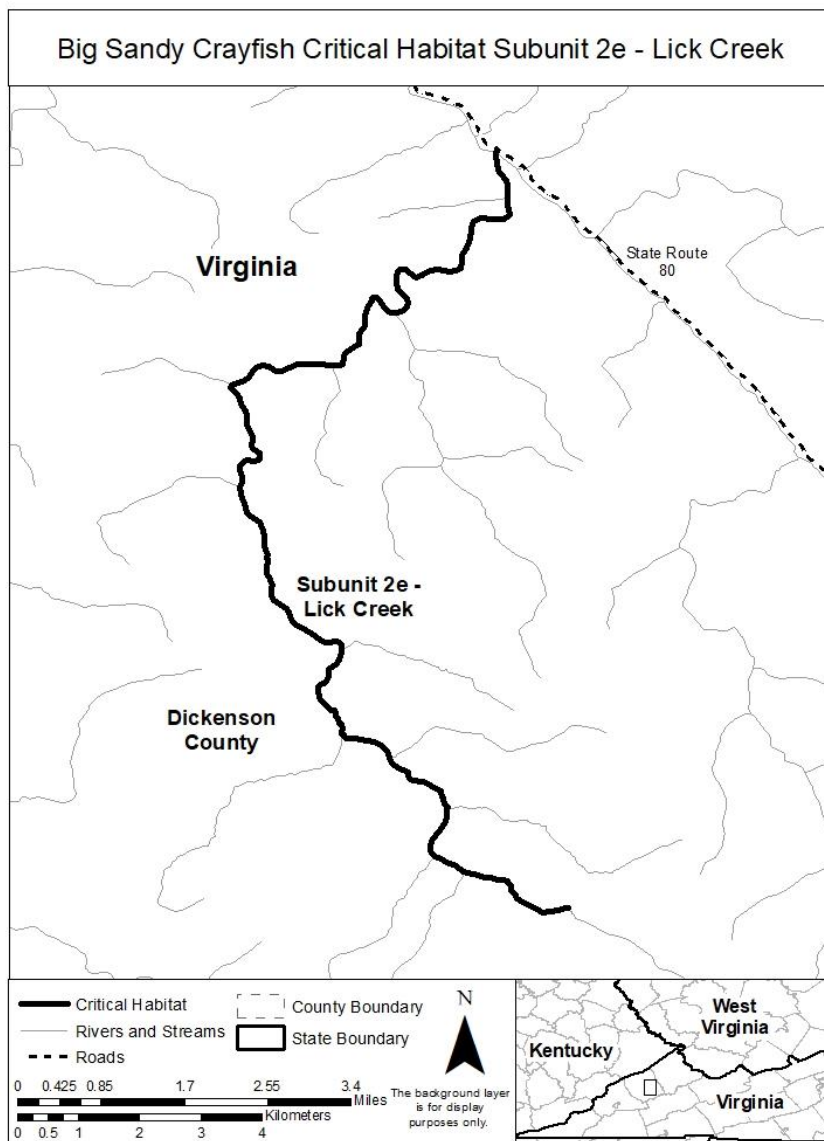 Big Sandy Crayfish Critical Habitat Subunit 2e - Lick Creek
Virginia
State Route
80
Subunit 2e -
Lick Creek
Dickenson
County
Critical Habitat
Rivers and Streams
Roads
County Boundary
State Boundary
0 0.425 0.85 1.7 2.55 3.4
Miles
Kilometers
0 0.5 1 2 3 4
N
The background layer
is for display
purposes only.
West
Virginia
Kentucky
Virginia